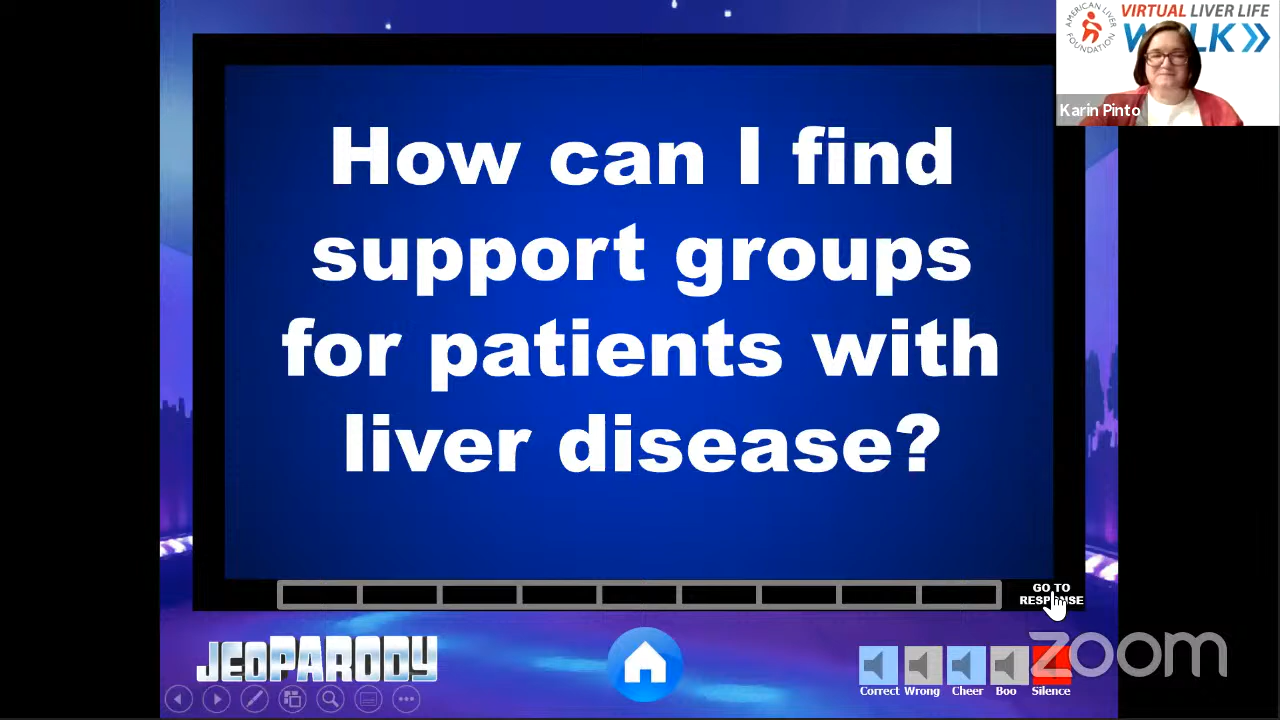 AMERICAN LIVER FOUNDATION
VIRTUAL LIVER LIFE
WALK
Karin Pinto
How can I find
support groups
for patients with
liver disease?
GO TO
RESPONSE
JEOPARODY
Correct Wrong Cheer Boo Silence
zoom